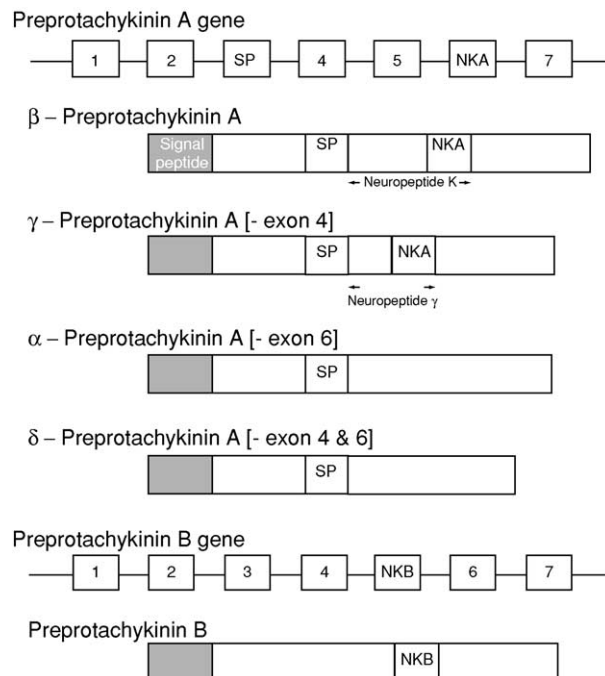 Preprotachykinin A gene
1 2 SP 4 5 NKA 7
β – Preprotachykinin A
Signal peptide SP NKA
Neuropeptide K
γ – Preprotachykinin A [- exon 4]
SP NKA
Neuropeptide γ
α – Preprotachykinin A [- exon 6]
SP
δ – Preprotachykinin A [- exon 4 & 6]
SP
Preprotachykinin B gene
1 2 3 4 NKB 6 7
Preprotachykinin B
NKB